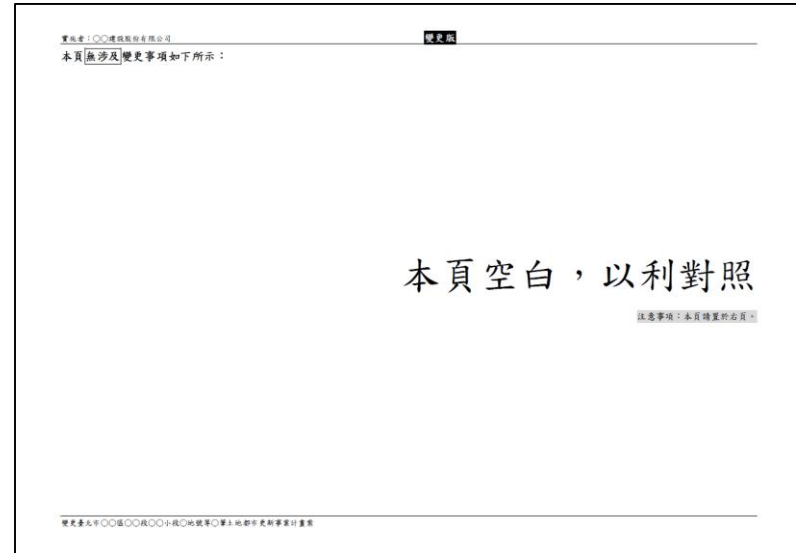 實施者：○○建設股份有限公司
變更版
本頁無涉及變更事項如下所示：
本頁空白，以利對照
注意事項：本頁請置於右頁。
變更臺北市○○區○○段○○小段○地號等○筆土地都市更新事業計畫案